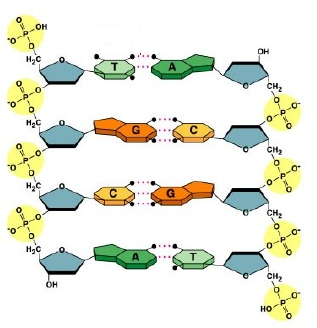 O
P OH
⁻O O
H₂C O T A OH
O O CH₂
P O
⁻O O O O⁻
H₂C O G C P
O O O CH₂
P O
⁻O O O O⁻
H₂C O C G P
O O O CH₂
P O
⁻O O O O⁻
H₂C O A T P
O O
OH CH₂
O
HO P O⁻
O